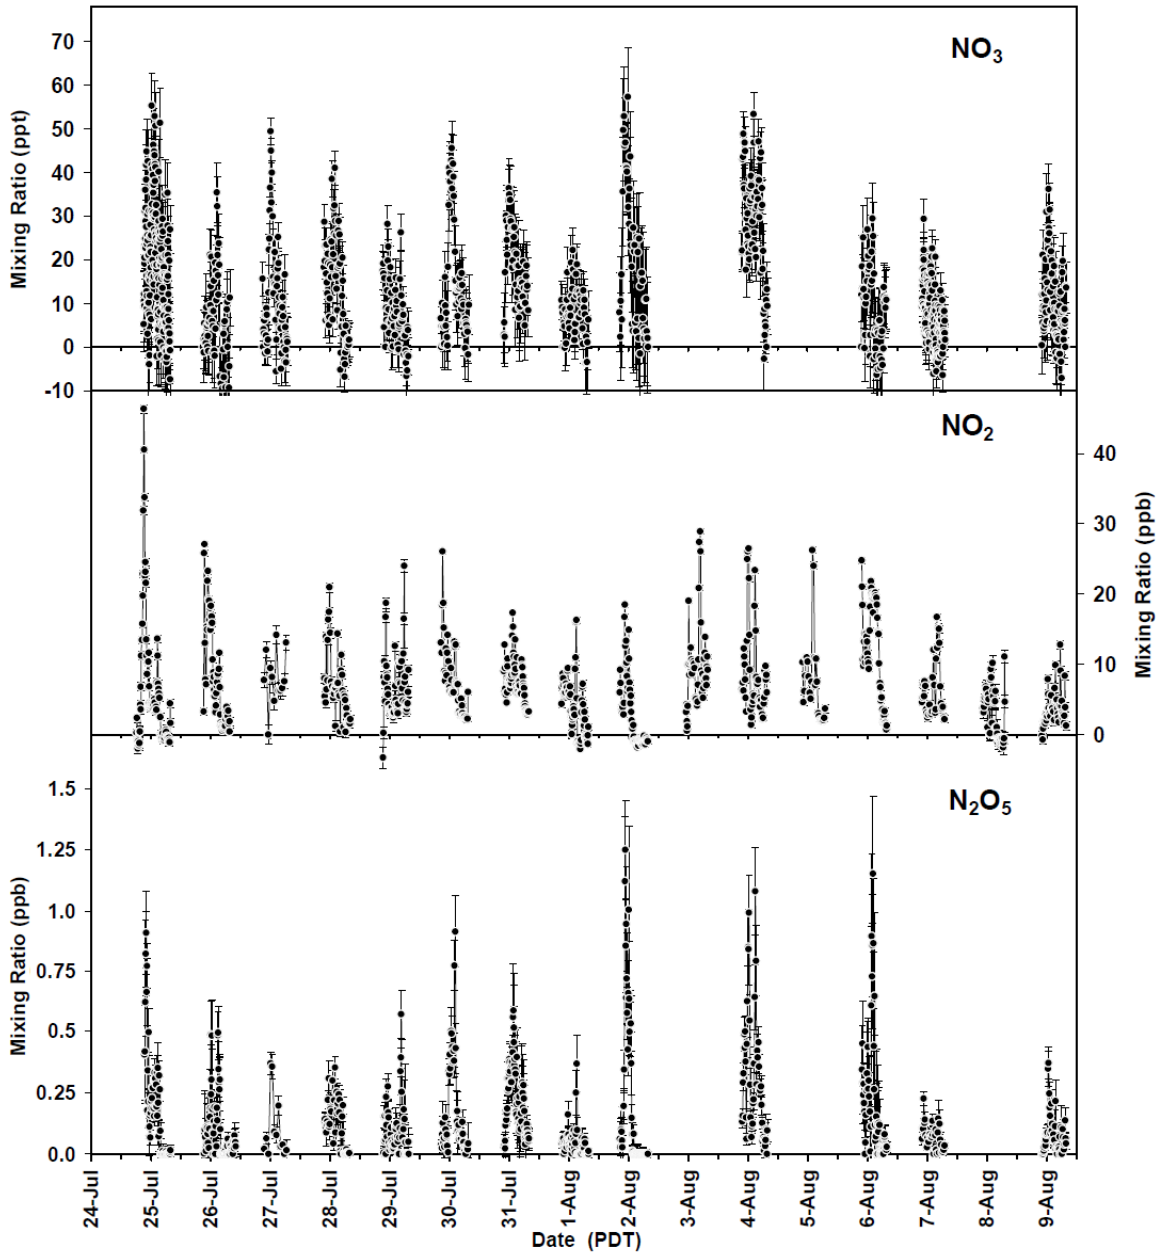 NO3
70
60
50
40
30
20
10
0
-10
Mixing Ratio (ppt)
NO2
40
30
20
10
0
Mixing Ratio (ppb)
N2O5
1.5
1.25
1.0
0.75
0.5
0.25
0.0
Mixing Ratio (ppb)
24-Jul
25-Jul
26-Jul
27-Jul
28-Jul
29-Jul
30-Jul
31-Jul
1-Aug
2-Aug
3-Aug
4-Aug
5-Aug
6-Aug
7-Aug
8-Aug
9-Aug
Date (PDT)